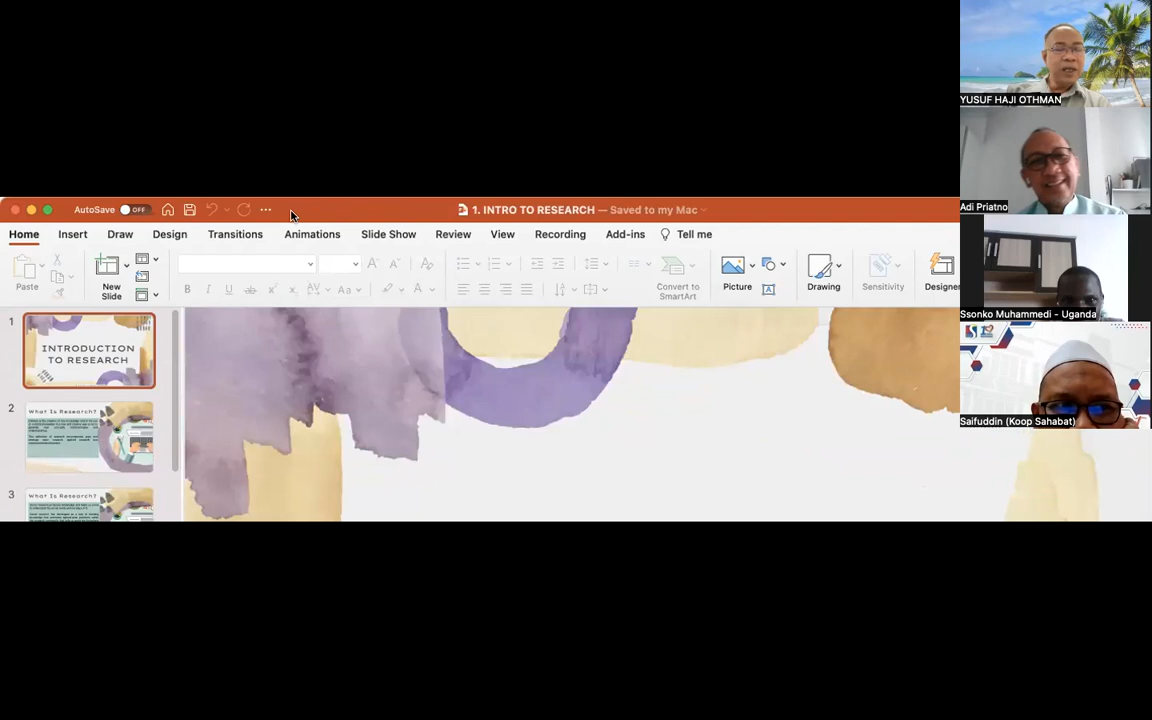 YUSUF HAJI OTHMAN
Adi Priatno
Ssonko Muhammedi - Uganda
Saifuddin (Koop Sahabat)
AutoSave OFF
1. INTRO TO RESEARCH — Saved to my Mac
Home Insert Draw Design Transitions Animations Slide Show Review View Recording Add-ins Tell me
Paste
New
Slide
Convert to
SmartArt
Picture
Drawing
Sensitivity
Designer
1
INTRODUCTION
TO RESEARCH
2
What Is Research?
3
What Is Research?